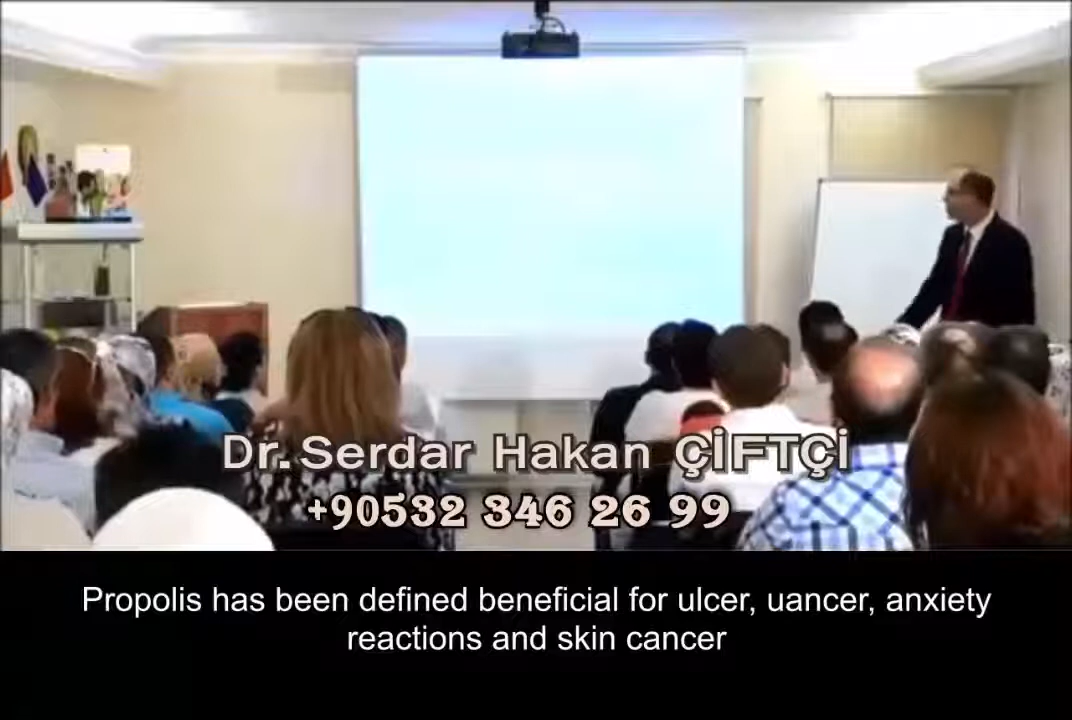 Dr. Serdar Hakan ÇİFTÇİ
+90532 346 26 99
Propolis has been defined beneficial for ulcer, uancer, anxiety
reactions and skin cancer